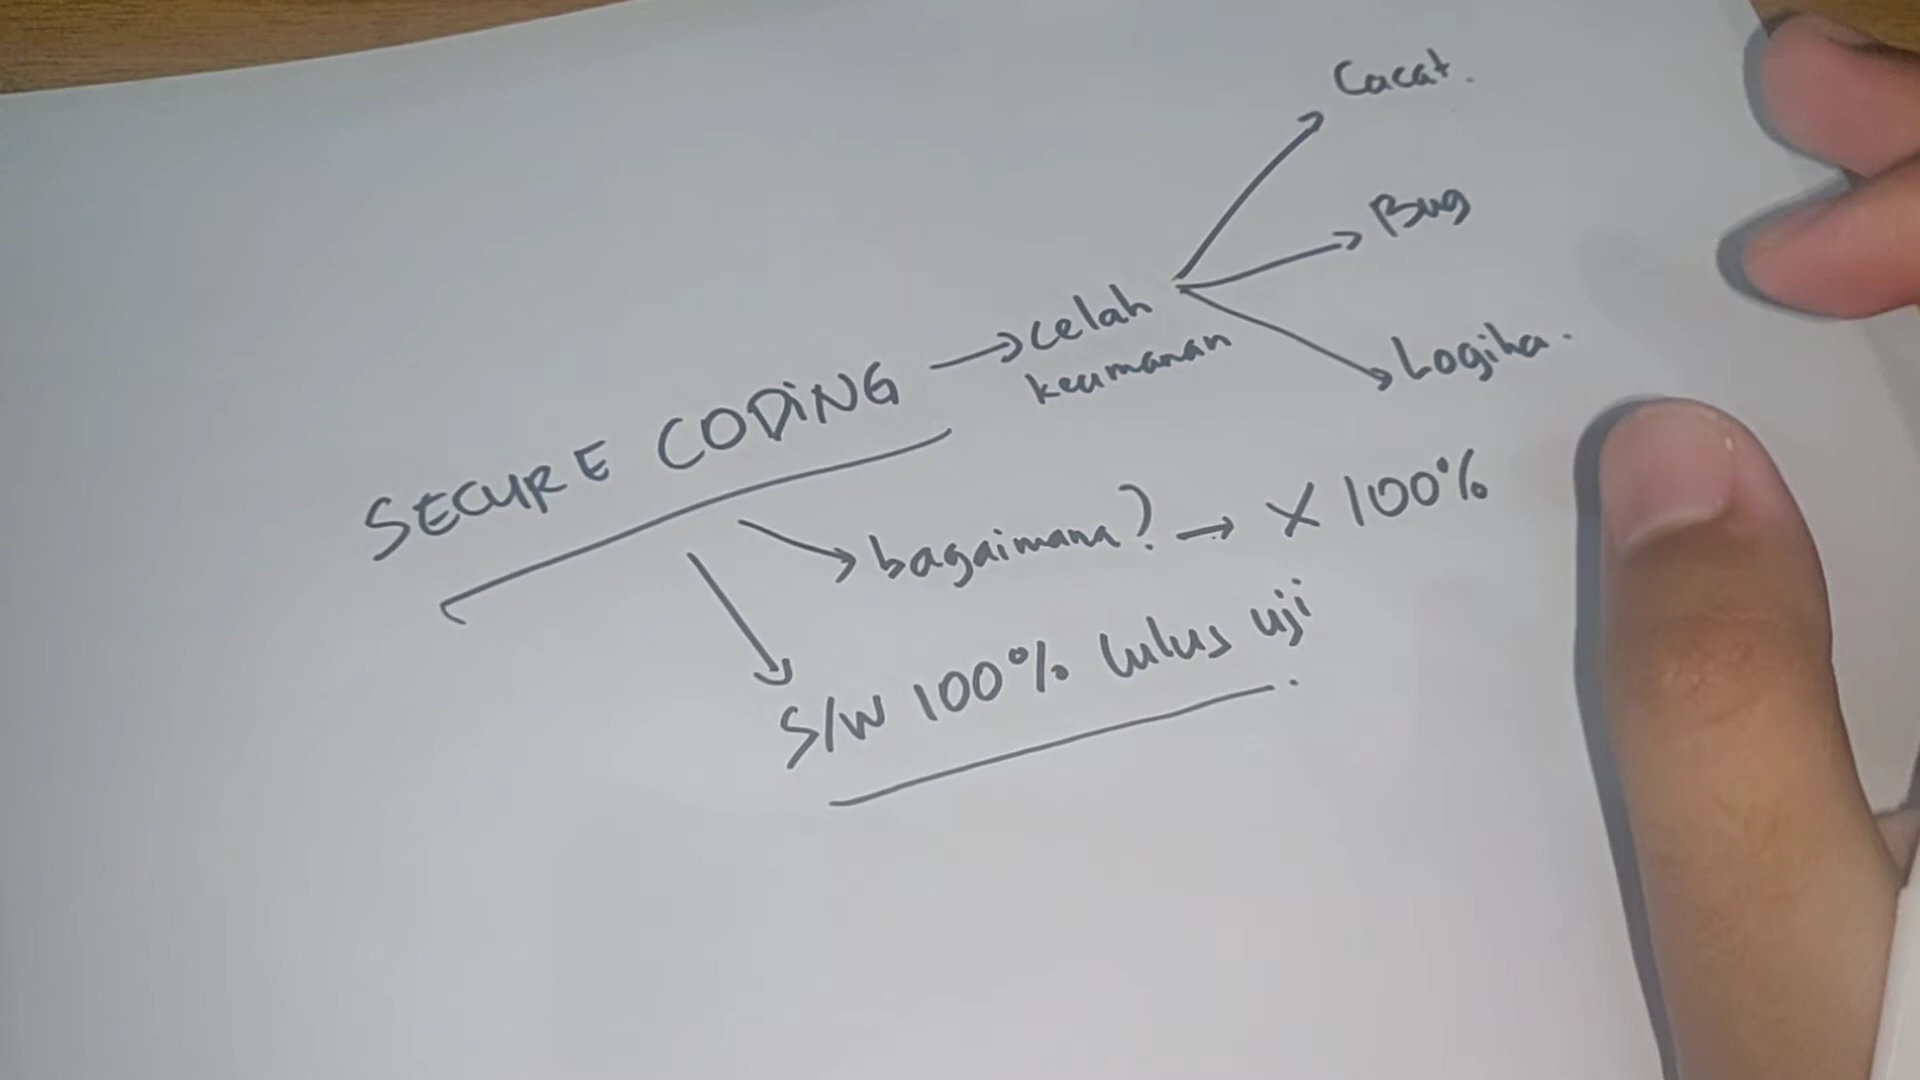 Cacat.
Bug
SECURE CODING → celah keamanan
Logika.
bagaimana? → X 100%
S/W 100% lulus uji.